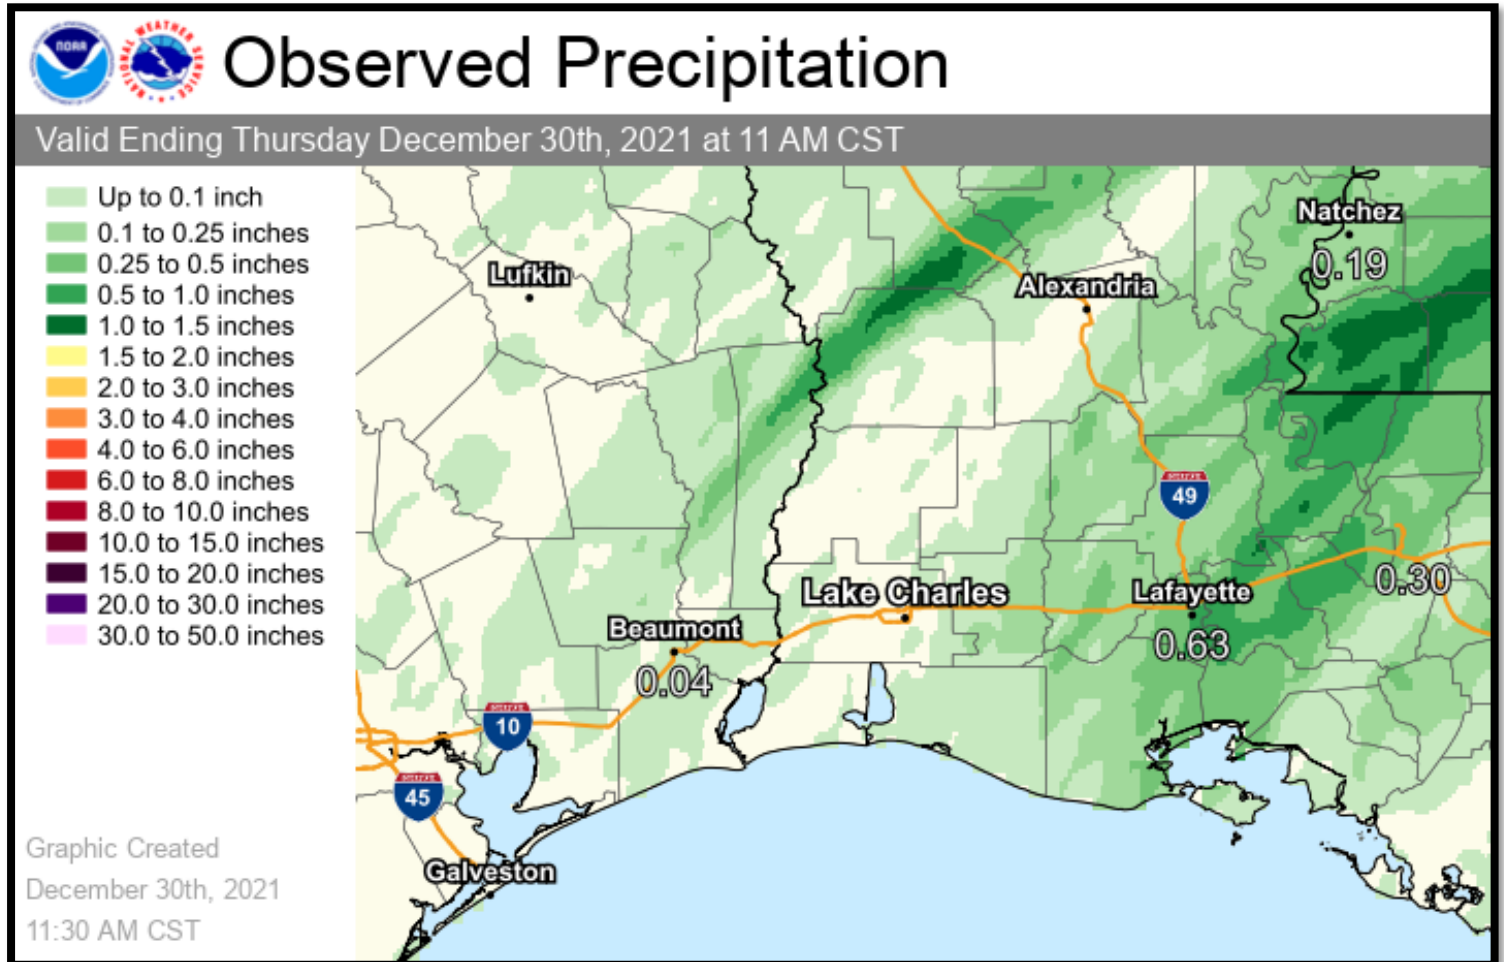 NOAA
NATIONAL WEATHER SERVICE
Observed Precipitation
Valid Ending Thursday December 30th, 2021 at 11 AM CST
Up to 0.1 inch
0.1 to 0.25 inches
0.25 to 0.5 inches
0.5 to 1.0 inches
1.0 to 1.5 inches
1.5 to 2.0 inches
2.0 to 3.0 inches
3.0 to 4.0 inches
4.0 to 6.0 inches
6.0 to 8.0 inches
8.0 to 10.0 inches
10.0 to 15.0 inches
15.0 to 20.0 inches
20.0 to 30.0 inches
30.0 to 50.0 inches
Graphic Created
December 30th, 2021
11:30 AM CST
Natchez
0.19
Lufkin
Alexandria
49
Lake Charles
Lafayette
0.30
Beaumont
0.63
0.04
10
45
Galveston